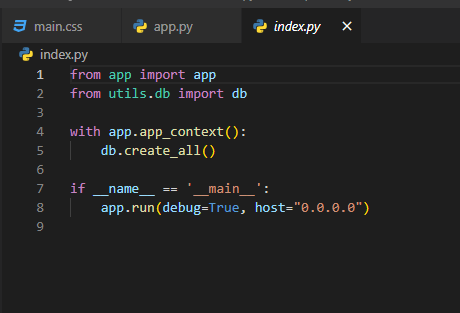 main.css app.py index.py
index.py
1 from app import app
2 from utils.db import db
3
4 with app.app_context():
5     db.create_all()
6
7 if __name__ == '__main__':
8     app.run(debug=True, host="0.0.0.0")
9